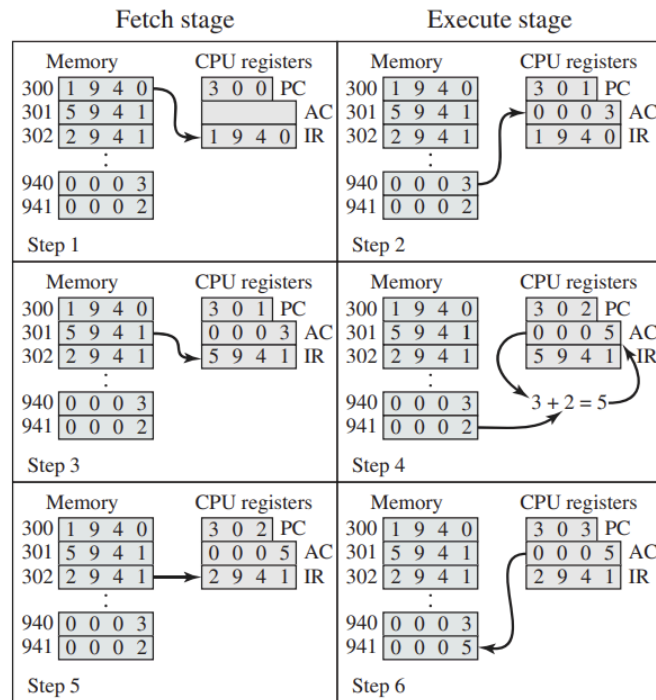 Fetch stage
Execute stage
Memory
CPU registers
300 1 9 4 0
3 0 0 PC
301 5 9 4 1
AC
302 2 9 4 1
1 9 4 0 IR
940 0 0 0 3
941 0 0 0 2
Step 1
Memory
CPU registers
300 1 9 4 0
3 0 1 PC
301 5 9 4 1
0 0 0 3 AC
302 2 9 4 1
1 9 4 0 IR
940 0 0 0 3
941 0 0 0 2
Step 2
Memory
CPU registers
300 1 9 4 0
3 0 1 PC
301 5 9 4 1
0 0 0 3 AC
302 2 9 4 1
5 9 4 1 IR
940 0 0 0 3
941 0 0 0 2
Step 3
Memory
CPU registers
300 1 9 4 0
3 0 2 PC
301 5 9 4 1
0 0 0 5 AC
302 2 9 4 1
5 9 4 1 IR
940 0 0 0 3
3 + 2 = 5
941 0 0 0 2
Step 4
Memory
CPU registers
300 1 9 4 0
3 0 2 PC
301 5 9 4 1
0 0 0 5 AC
302 2 9 4 1
2 9 4 1 IR
940 0 0 0 3
941 0 0 0 2
Step 5
Memory
CPU registers
300 1 9 4 0
3 0 3 PC
301 5 9 4 1
0 0 0 5 AC
302 2 9 4 1
2 9 4 1 IR
940 0 0 0 3
941 0 0 0 5
Step 6